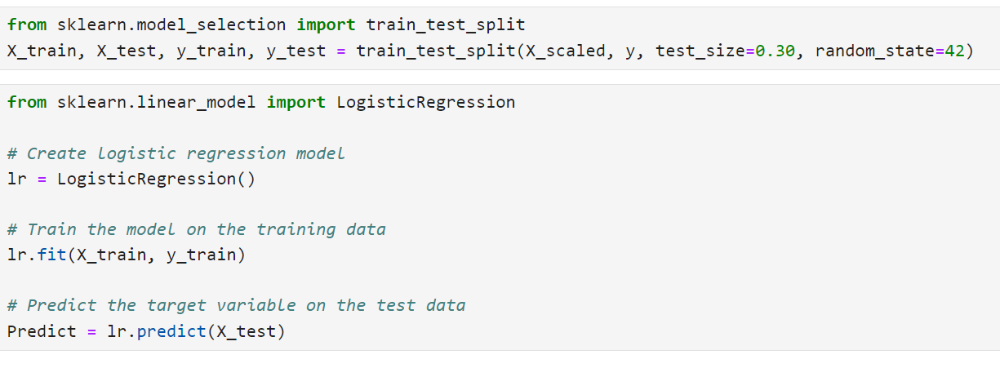 from sklearn.model_selection import train_test_split
X_train, X_test, y_train, y_test = train_test_split(X_scaled, y, test_size=0.30, random_state=42)
from sklearn.linear_model import LogisticRegression
# Create logistic regression model
lr = LogisticRegression()
# Train the model on the training data
lr.fit(X_train, y_train)
# Predict the target variable on the test data
Predict = lr.predict(X_test)